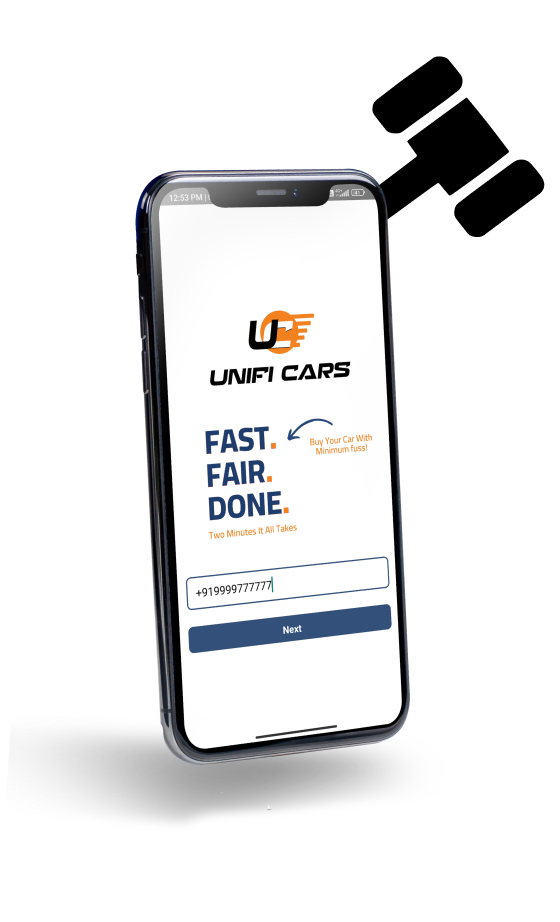 12:53 PM
UC
UNIFI CARS
FAST.
Buy Your Car With
Minimum fuss!
FAIR.
DONE.
Two Minutes It All Takes
+919999777777
Next